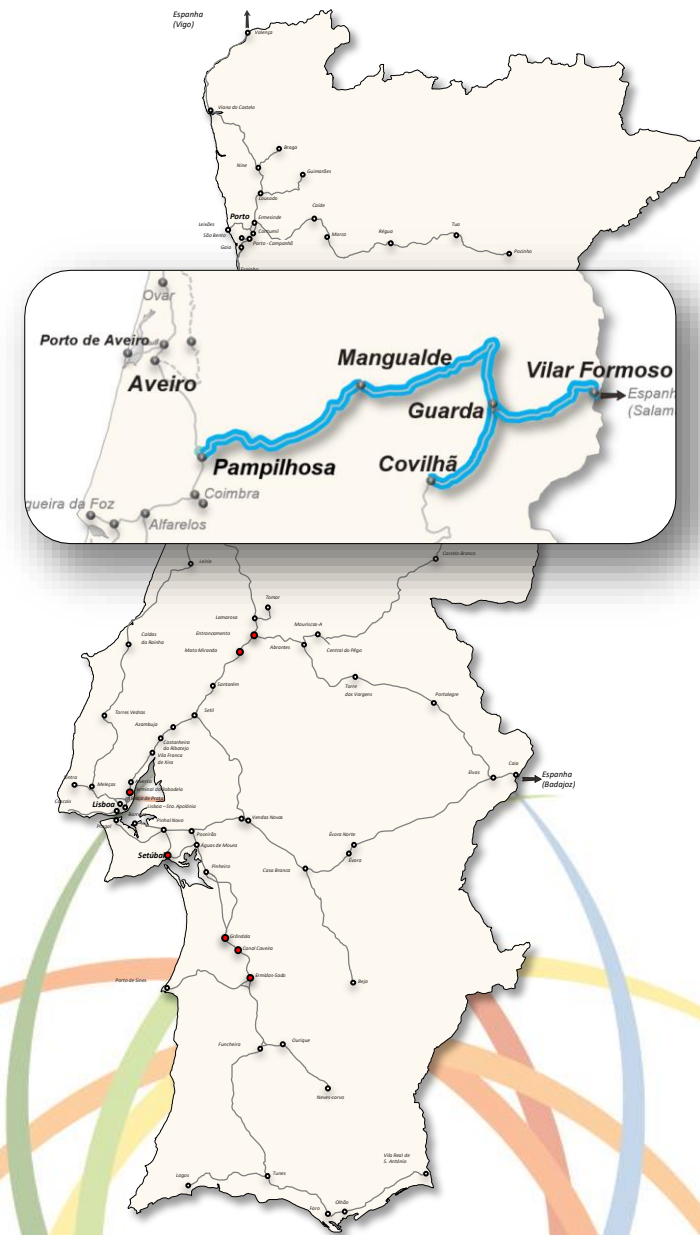 Espanha
(Vigo)
Valença
Viana do Castelo
Braga
Nine
Guimarães
Lousado
Caíde
Porto
Ermesinde
Leixões
Contumil
São Bento
Porto - Campanhã
Gaia
Marco
Régua
Tua
Pocinho
Ovar
Porto de Aveiro
Aveiro
Mangualde
Vilar Formoso
Espanh
(Salam
Guarda
Pampilhosa
Covilhã
Coimbra
gueira da Foz
Alfarelos
Leiria
Castelo Branco
Tomar
Lamarosa
Entroncamento
Mato Miranda
Mouriscas-A
Abrantes
Central do Pêgo
Caldas
da Rainha
Santarém
Torre
das Vargens
Portalegre
Torres Vedras
Setil
Azambuja
Castanheira
do Ribatejo
Vila Franca
de Xira
Elvas
Caia
Espanha
(Badajoz)
Sintra
Meleças
Cascais
Lisboa
Lisboa – Sta. Apolónia
Pragal
Pinhal Novo
Poceirão
Vendas Novas
Águas de Moura
Setúbal
Pinheiro
Évora Norte
Évora
Casa Branca
Grândola
Canal Caveira
Ermidas-Sado
Porto de Sines
Beja
Funcheira
Ourique
Neves-corvo
Vila Real de
S. António
Lagos
Tunes
Faro
Olhão